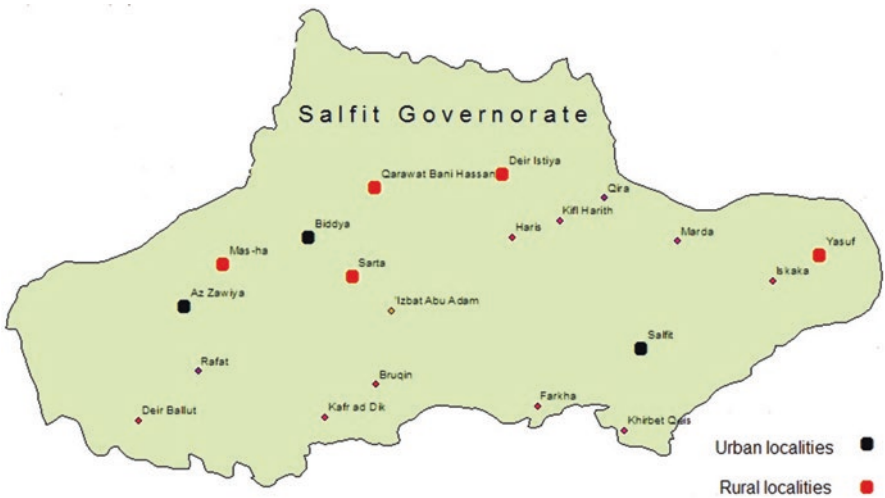 Salfit Governorate
Deir Istiya
Qarawat Bani Hassan
Qira
Kifl Harith
Biddya
Haris
Marda
Mas-ha
Yasuf
Sarta
Iskaka
Az Zawiya
'Izbat Abu Adam
Salfit
Rafat
Bruqin
Farkha
Deir Ballut
Kafr ad Dik
Khirbet Qeis
Urban localities
Rural localities